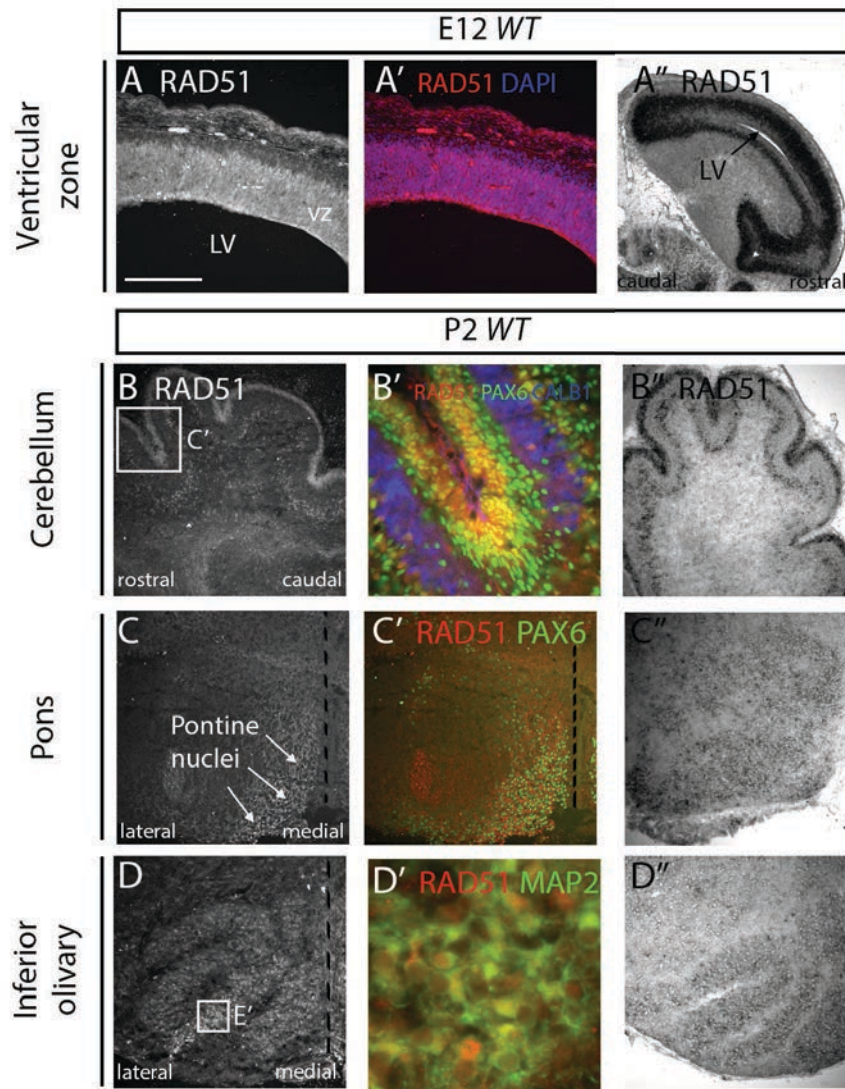 E12 WT
Ventricular
zone
A RAD51
VZ
LV
A' RAD51 DAPI
A" RAD51
LV
caudal
rostral
P2 WT
Cerebellum
B RAD51
C'
rostral
caudal
B' RAD51 PAX6 CALB1
B" RAD51
Pons
C
Pontine
nuclei
lateral
medial
C' RAD51 PAX6
C"
Inferior
olivary
D
E'
lateral
medial
D' RAD51 MAP2
D"